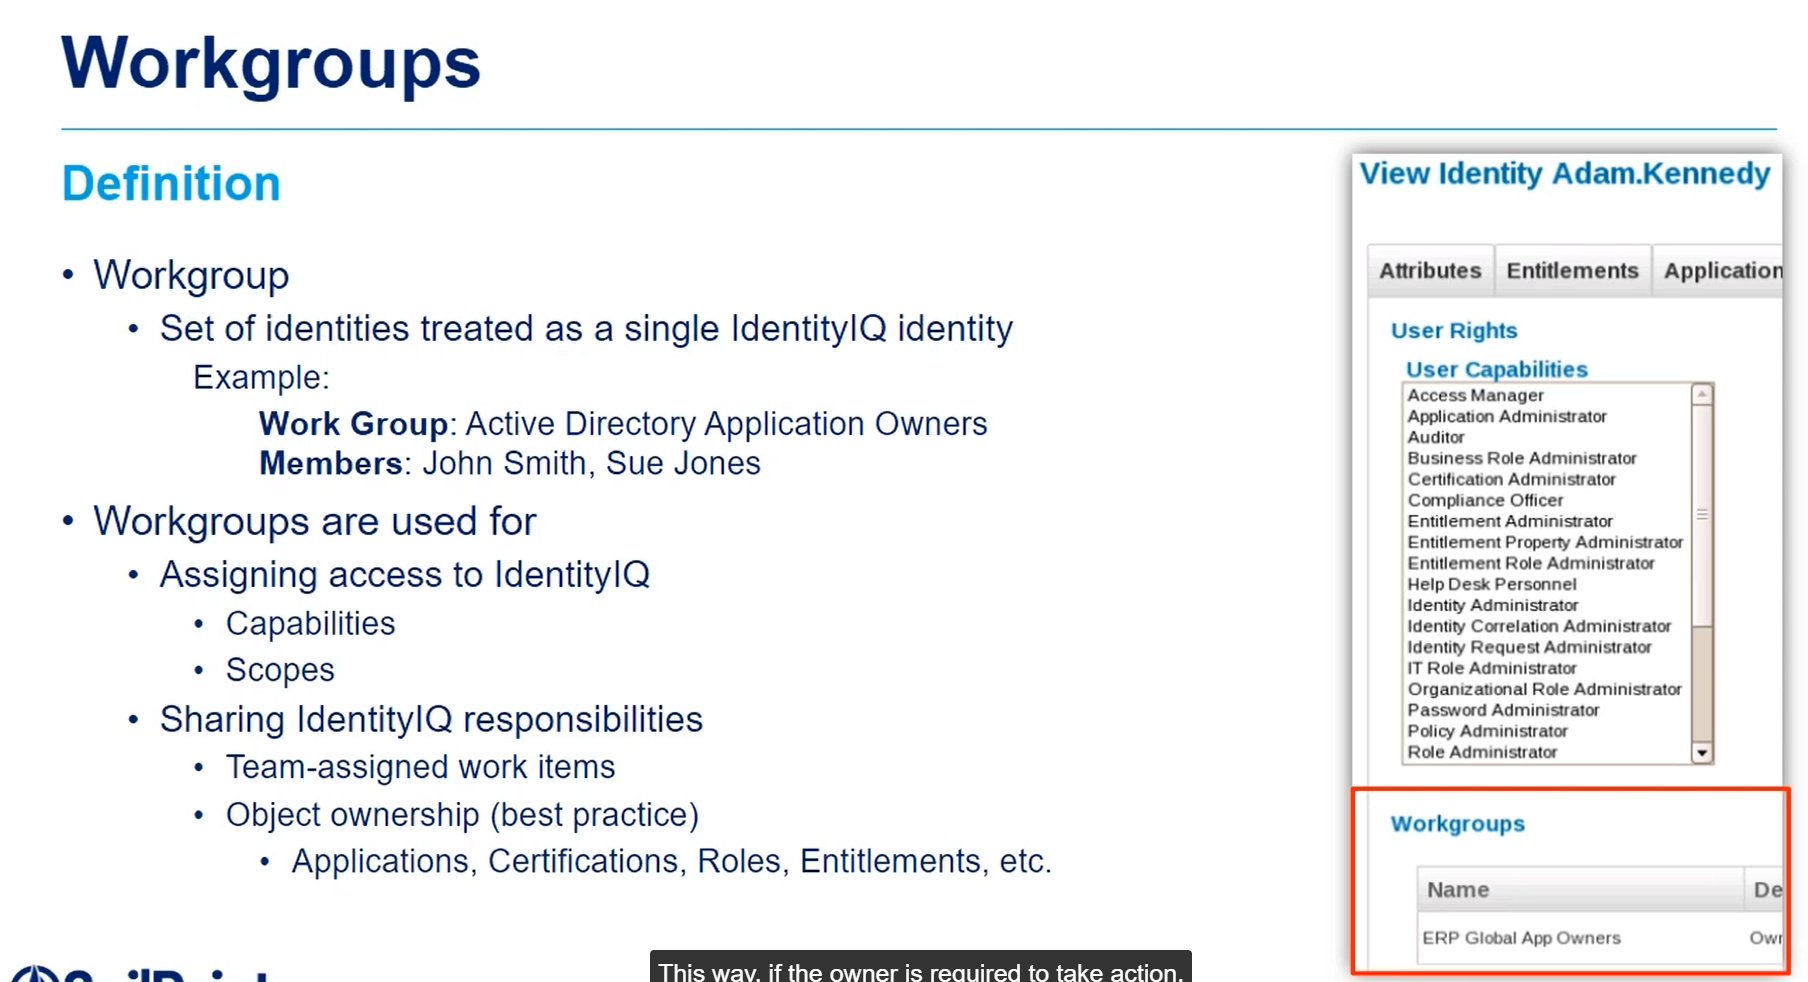 Workgroups
Definition
• Workgroup
• Set of identities treated as a single IdentityIQ identity
Example:
Work Group: Active Directory Application Owners
Members: John Smith, Sue Jones
• Workgroups are used for
• Assigning access to IdentityIQ
• Capabilities
• Scopes
• Sharing IdentityIQ responsibilities
• Team-assigned work items
• Object ownership (best practice)
• Applications, Certifications, Roles, Entitlements, etc.
View Identity Adam.Kennedy
Attributes Entitlements Application
User Rights
User Capabilities
Access Manager
Application Administrator
Auditor
Business Role Administrator
Certification Administrator
Compliance Officer
Entitlement Administrator
Entitlement Property Administrator
Entitlement Role Administrator
Help Desk Personnel
Identity Administrator
Identity Correlation Administrator
Identity Request Administrator
IT Role Administrator
Organizational Role Administrator
Password Administrator
Policy Administrator
Role Administrator
Workgroups
Name De
ERP Global App Owners Own
This way, if the owner is required to take action,